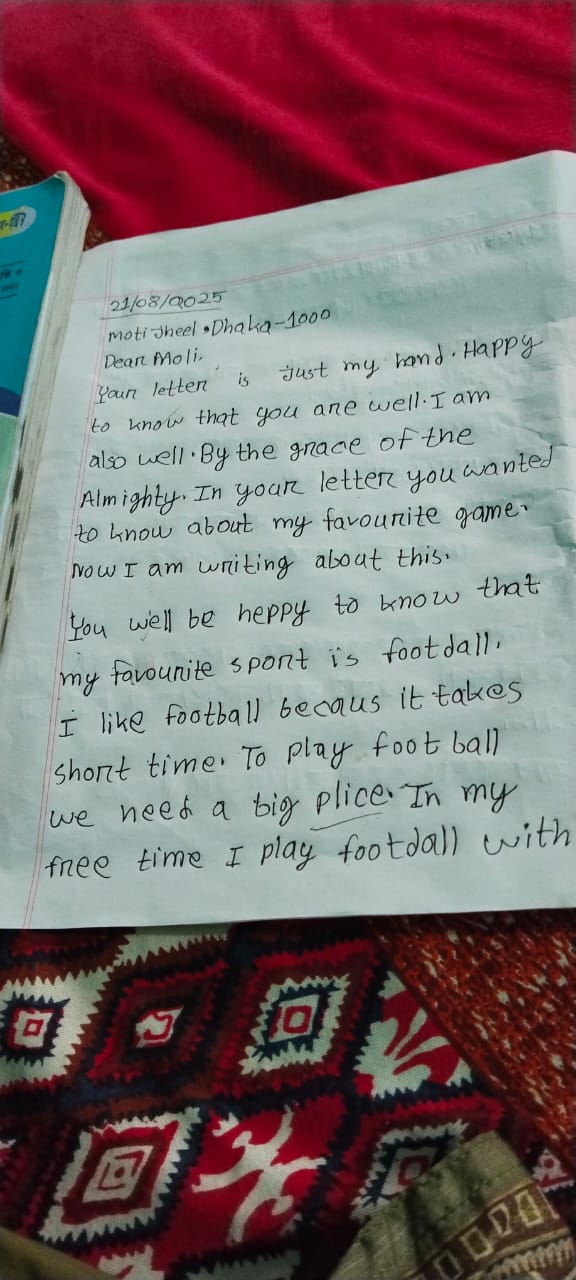 21/08/2025
moti Jheel • Dhaka-1000
Dear Moli,
Your letter is just my hand. Happy
to know that you are well. I am
also well. By the grace of the
Almighty. In your letter you wanted
to know about my favourite game.
Now I am writing about this.
You well be heppy to know that
my favourite sport is footdall.
I like football becaus it takes
short time. To play foot ball
we need a big plice. In my
free time I play footdall with